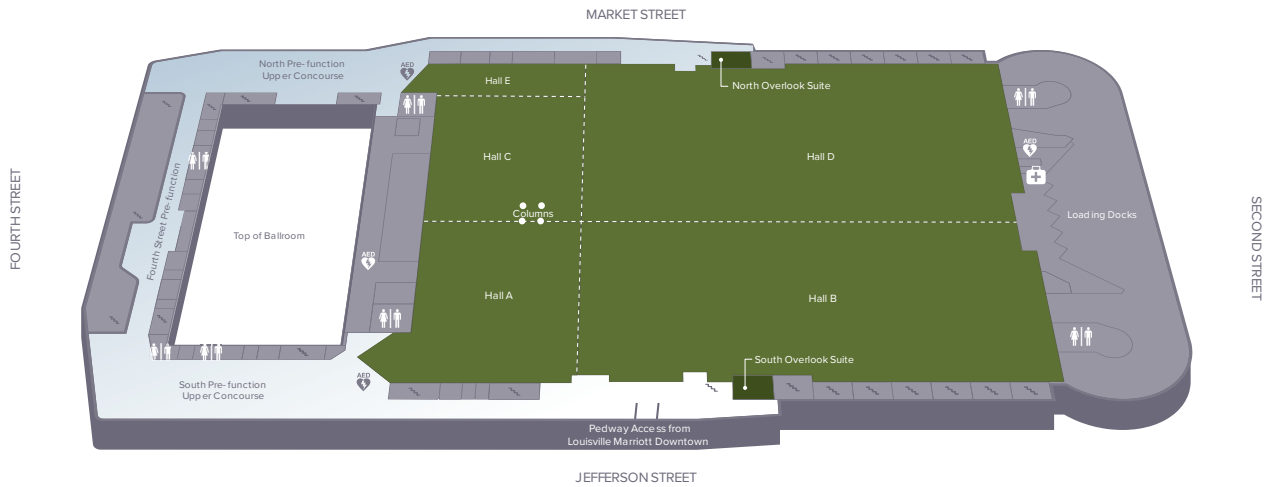 MARKET STREET
North Pre-function
Upper Concourse
AED
Hall E
North Overlook Suite
Hall C
Hall D
AED
FOURTH STREET
Fourth Street Pre-function
Columns
Loading Docks
SECOND STREET
Top of Ballroom
AED
Hall A
Hall B
South Overlook Suite
AED
South Pre-function
Upper Concourse
Pedway Access from
Louisville Marriott Downtown
JEFFERSON STREET